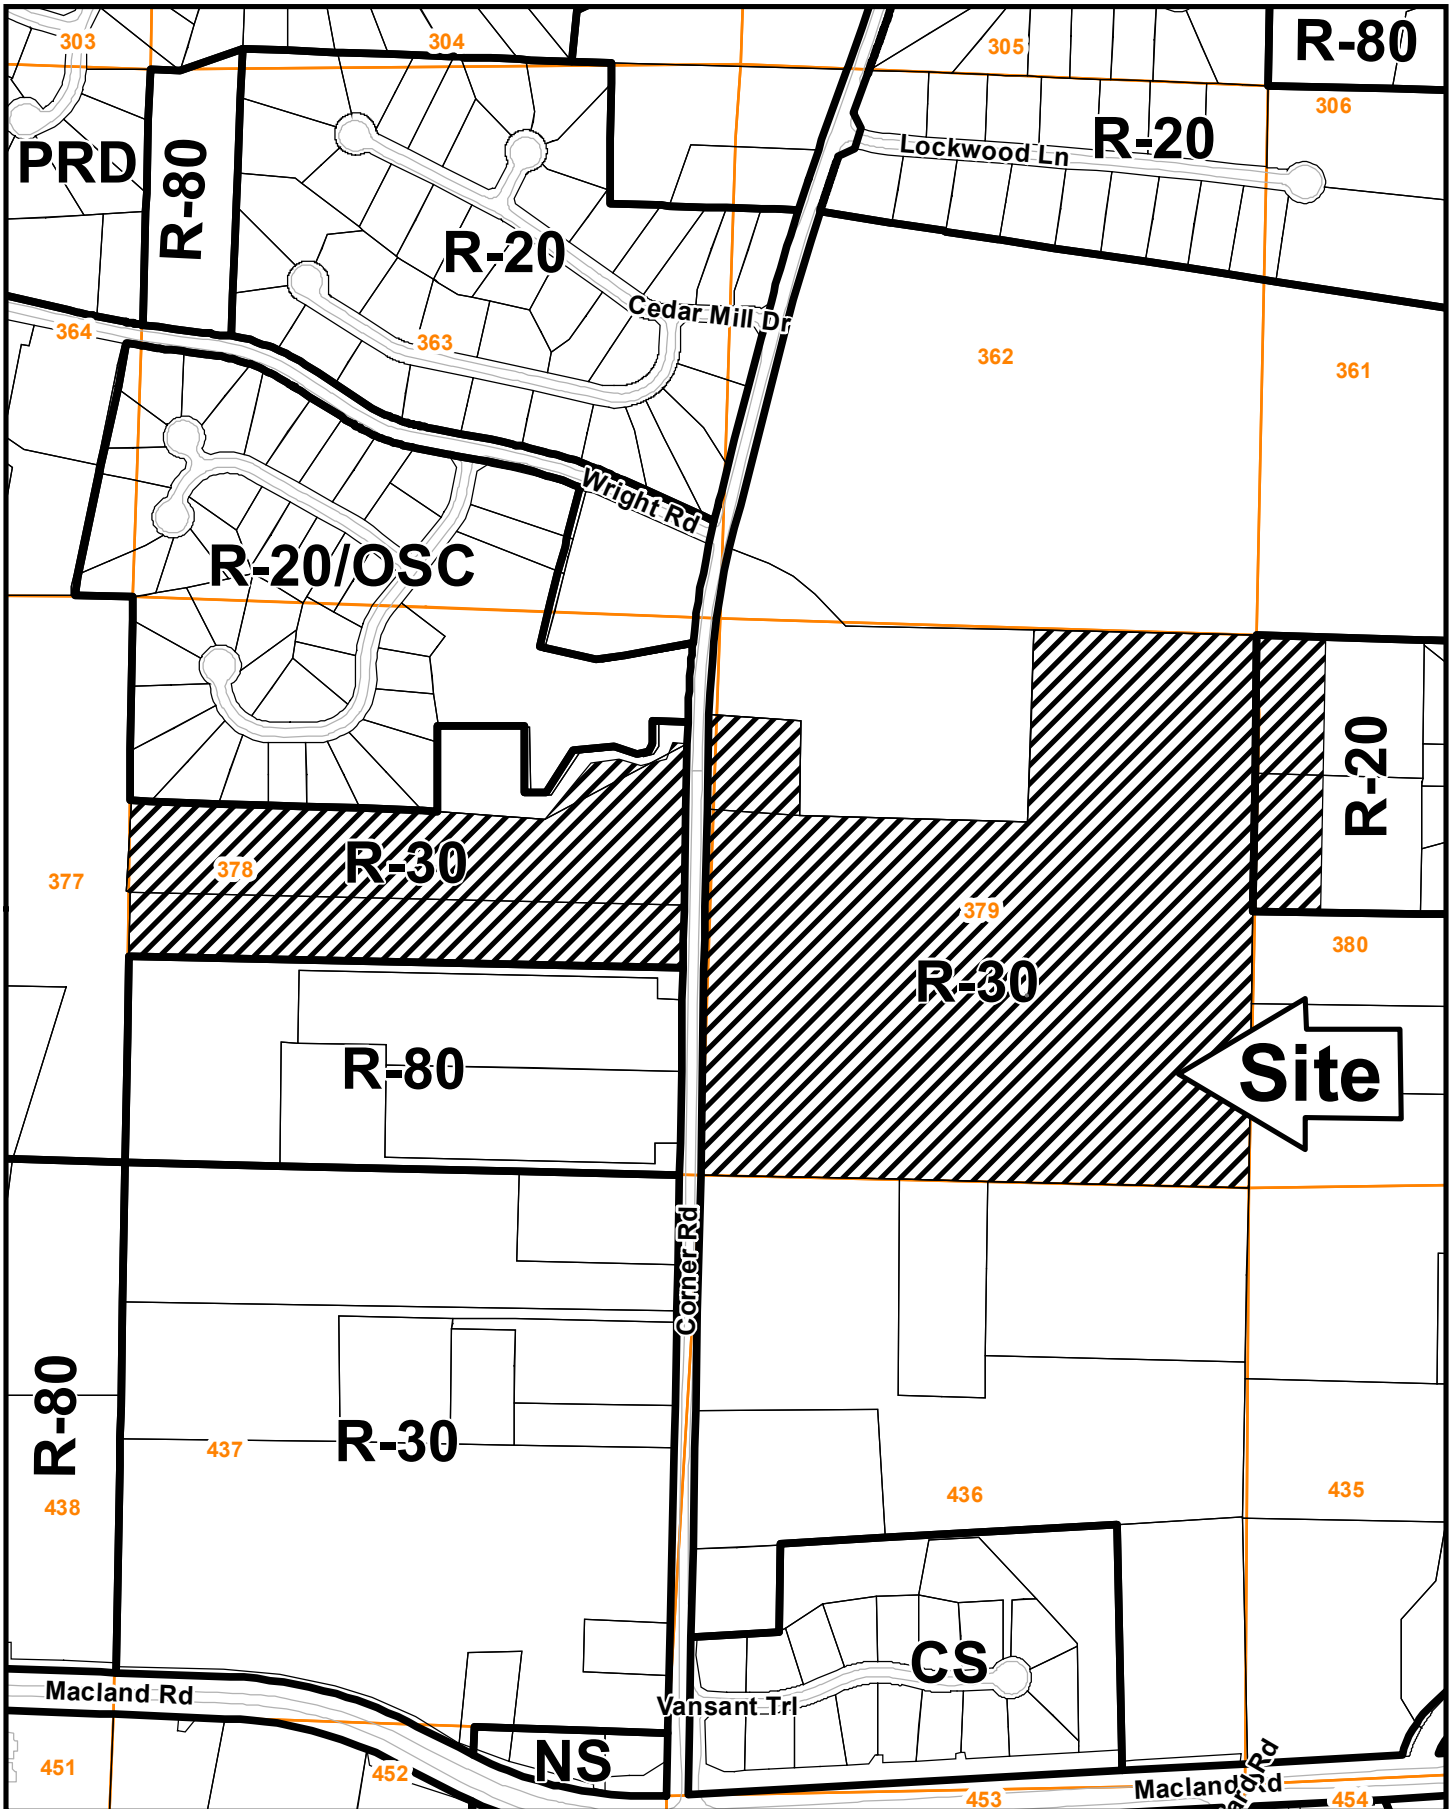 303
304
305
R-80
306
PRD
R-80
Lockwood Ln
R-20
R-20
Cedar Mill Dr
364
363
362
361
Wright Rd
R-20/OSC
R-20
377
378
R-30
379
380
R-30
R-80
Site
Corner Rd
R-80
437
R-30
438
436
435
CS
Macland Rd
Vansant Trl
451
452
NS
453
Macland Rd
454